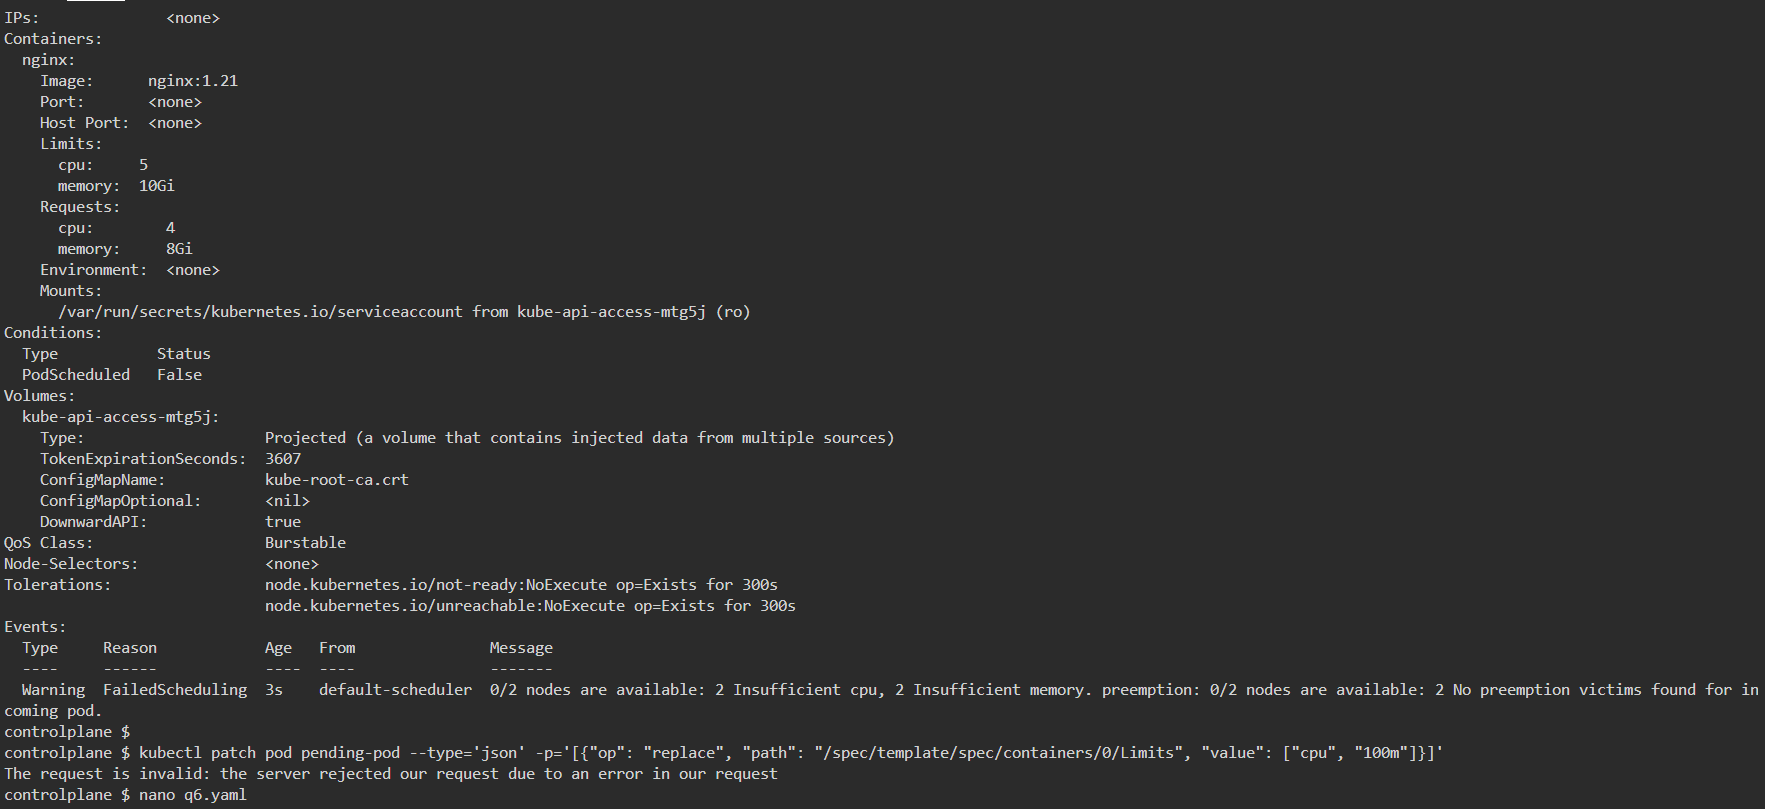 IPs:              <none>
Containers:
  nginx:
    Image:      nginx:1.21
    Port:       <none>
    Host Port:  <none>
    Limits:
      cpu:     5
      memory:  10Gi
    Requests:
      cpu:        4
      memory:     8Gi
    Environment:  <none>
    Mounts:
      /var/run/secrets/kubernetes.io/serviceaccount from kube-api-access-mtg5j (ro)
Conditions:
  Type           Status
  PodScheduled   False
Volumes:
  kube-api-access-mtg5j:
    Type:                    Projected (a volume that contains injected data from multiple sources)
    TokenExpirationSeconds:  3607
    ConfigMapName:           kube-root-ca.crt
    ConfigMapOptional:       <nil>
    DownwardAPI:             true
QoS Class:                   Burstable
Node-Selectors:              <none>
Tolerations:                 node.kubernetes.io/not-ready:NoExecute op=Exists for 300s
                             node.kubernetes.io/unreachable:NoExecute op=Exists for 300s
Events:
  Type     Reason            Age   From               Message
  ----     ------            ----  ----               -------
  Warning  FailedScheduling  3s    default-scheduler  0/2 nodes are available: 2 Insufficient cpu, 2 Insufficient memory. preemption: 0/2 nodes are available: 2 No preemption victims found for in
coming pod.
controlplane $
controlplane $ kubectl patch pod pending-pod --type='json' -p='[{"op": "replace", "path": "/spec/template/spec/containers/0/Limits", "value": ["cpu", "100m"]}]'
The request is invalid: the server rejected our request due to an error in our request
controlplane $ nano q6.yaml